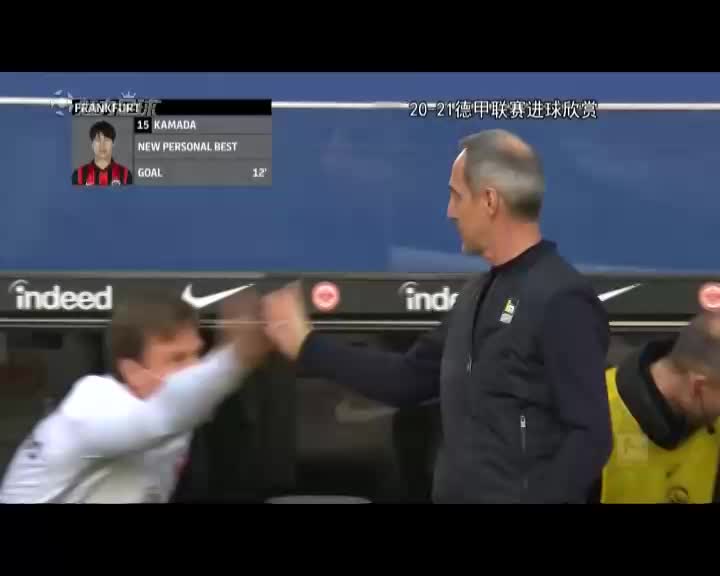 FRANKFURT
20-21德甲联赛进球欣赏
15 KAMADA
NEW PERSONAL BEST
GOAL 12'
indeed
inde